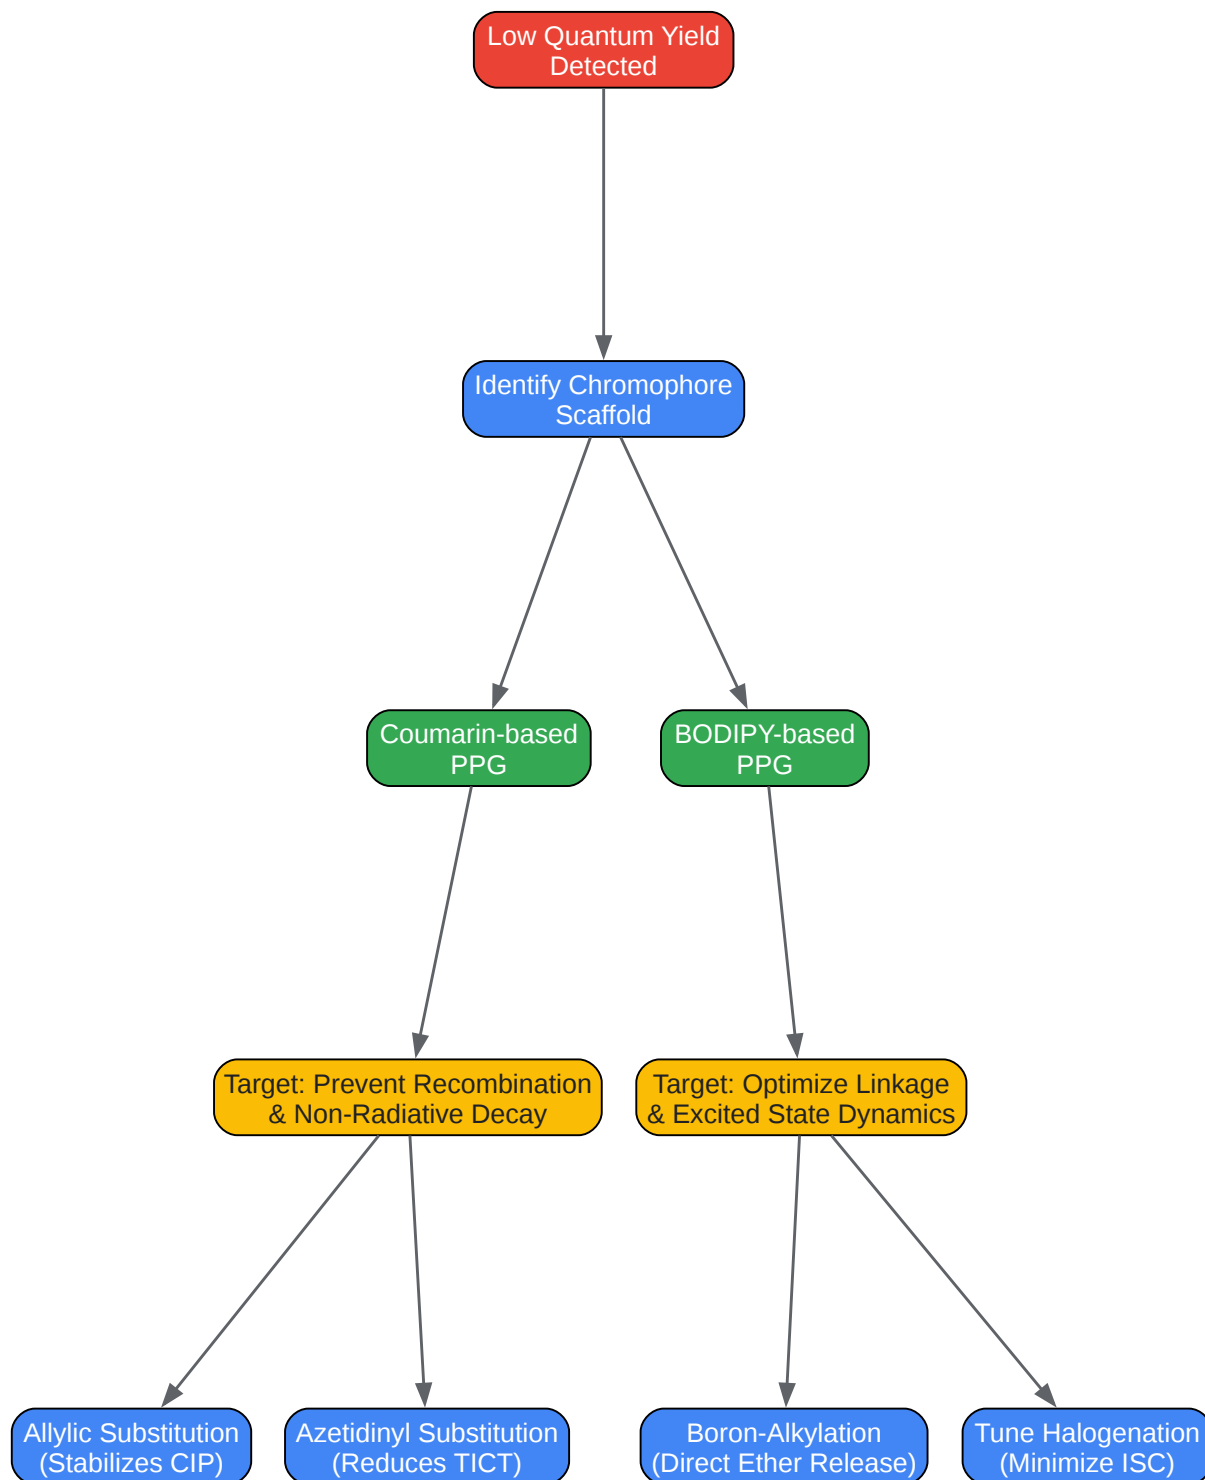 Low Quantum Yield
Detected
Identify Chromophore
Scaffold
Coumarin-based
PPG
BODIPY-based
PPG
Target: Prevent Recombination
& Non-Radiative Decay
Target: Optimize Linkage
& Excited State Dynamics
Allylic Substitution
(Stabilizes CIP)
Azetidinyl Substitution
(Reduces TICT)
Boron-Alkylation
(Direct Ether Release)
Tune Halogenation
(Minimize ISC)